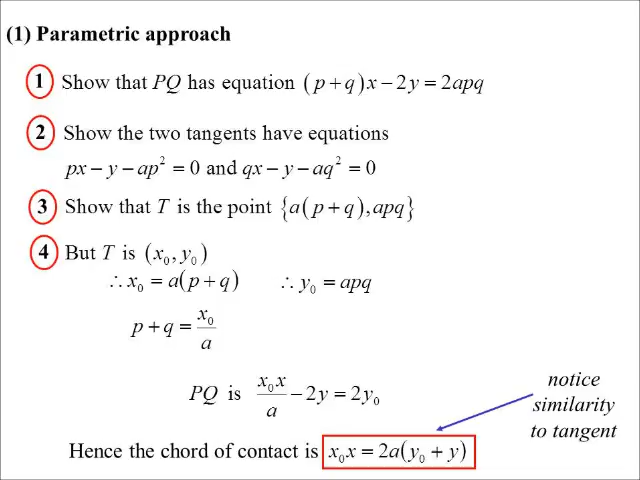 (1) Parametric approach
1 Show that PQ has equation (p + q)x − 2y = 2apq
2 Show the two tangents have equations
px − y − ap² = 0 and qx − y − aq² = 0
3 Show that T is the point {a(p + q), apq}
4 But T is (x₀, y₀)
∴ x₀ = a(p + q) ∴ y₀ = apq
p + q = x₀/a
PQ is x₀x/a − 2y = 2y₀
notice
similarity
to tangent
Hence the chord of contact is x₀x = 2a(y₀ + y)